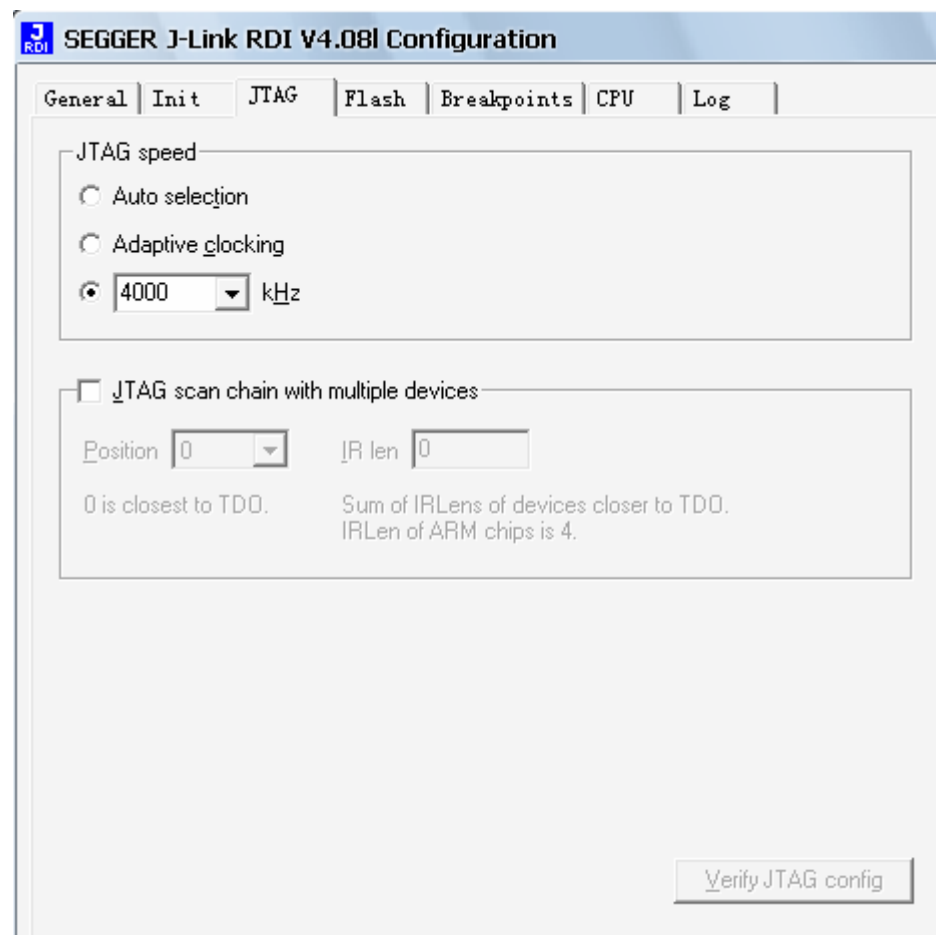 J
RDI
SEGGER J-Link RDI V4.08l Configuration
General Init JTAG Flash Breakpoints CPU Log
JTAG speed
Auto selection
Adaptive clocking
4000 kHz
JTAG scan chain with multiple devices
Position 0 IR len 0
0 is closest to TDO. Sum of IRLens of devices closer to TDO.
IRLen of ARM chips is 4.
Verify JTAG config